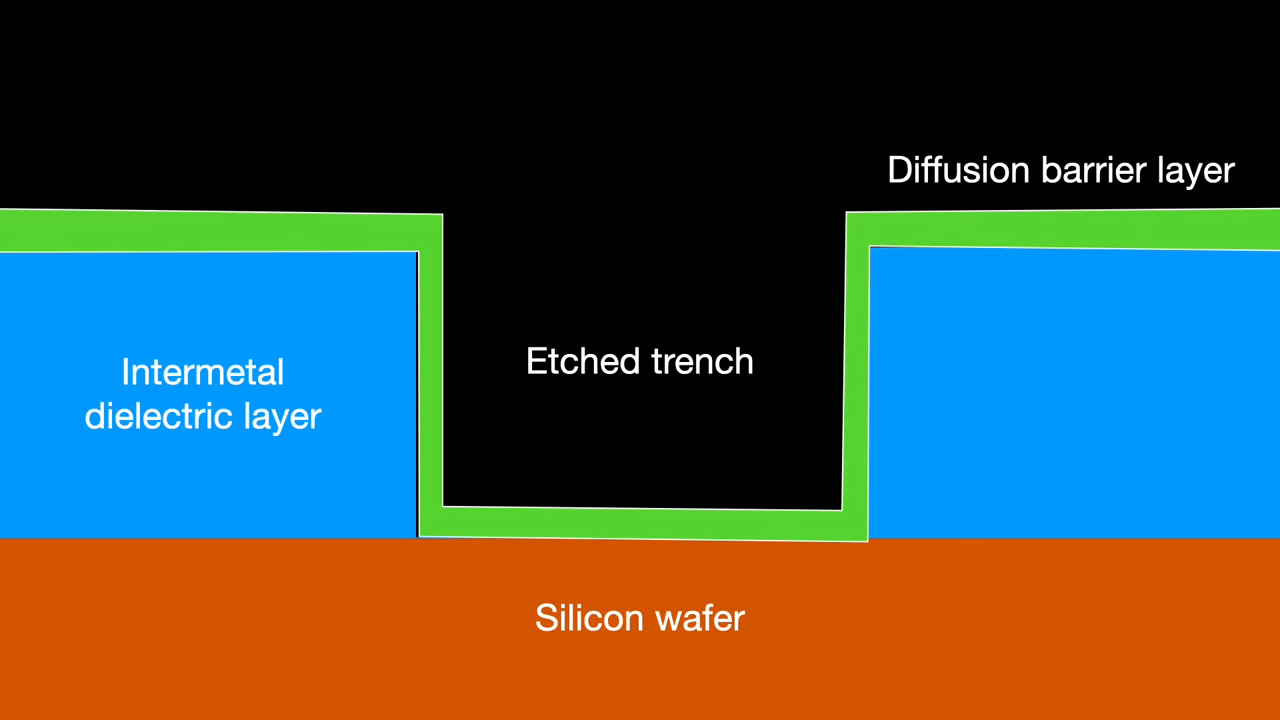 Diffusion barrier layer
Etched trench
Intermetal
dielectric layer
Silicon wafer